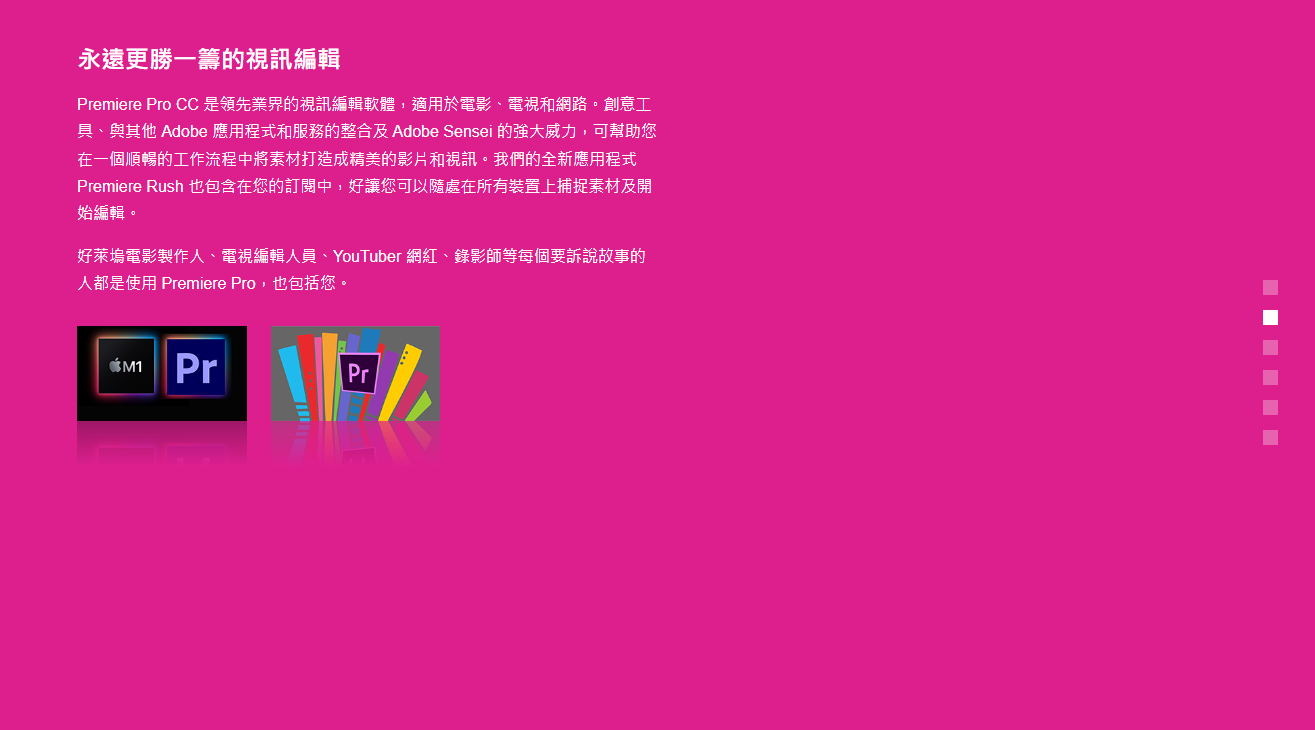 永遠更勝一籌的視訊編輯
Premiere Pro CC 是領先業界的視訊編輯軟體，適用於電影、電視和網路。創意工
具、與其他 Adobe 應用程式和服務的整合及 Adobe Sensei 的強大威力，可幫助您
在一個順暢的工作流程中將素材打造成精美的影片和視訊。我們的全新應用程式
Premiere Rush 也包含在您的訂閱中，好讓您可以隨處在所有裝置上捕捉素材及開
始編輯。
好萊塢電影製作人、電視編輯人員、YouTuber 網紅、錄影師等每個要訴說故事的
人都是使用 Premiere Pro，也包括您。
M1
Pr
Pr